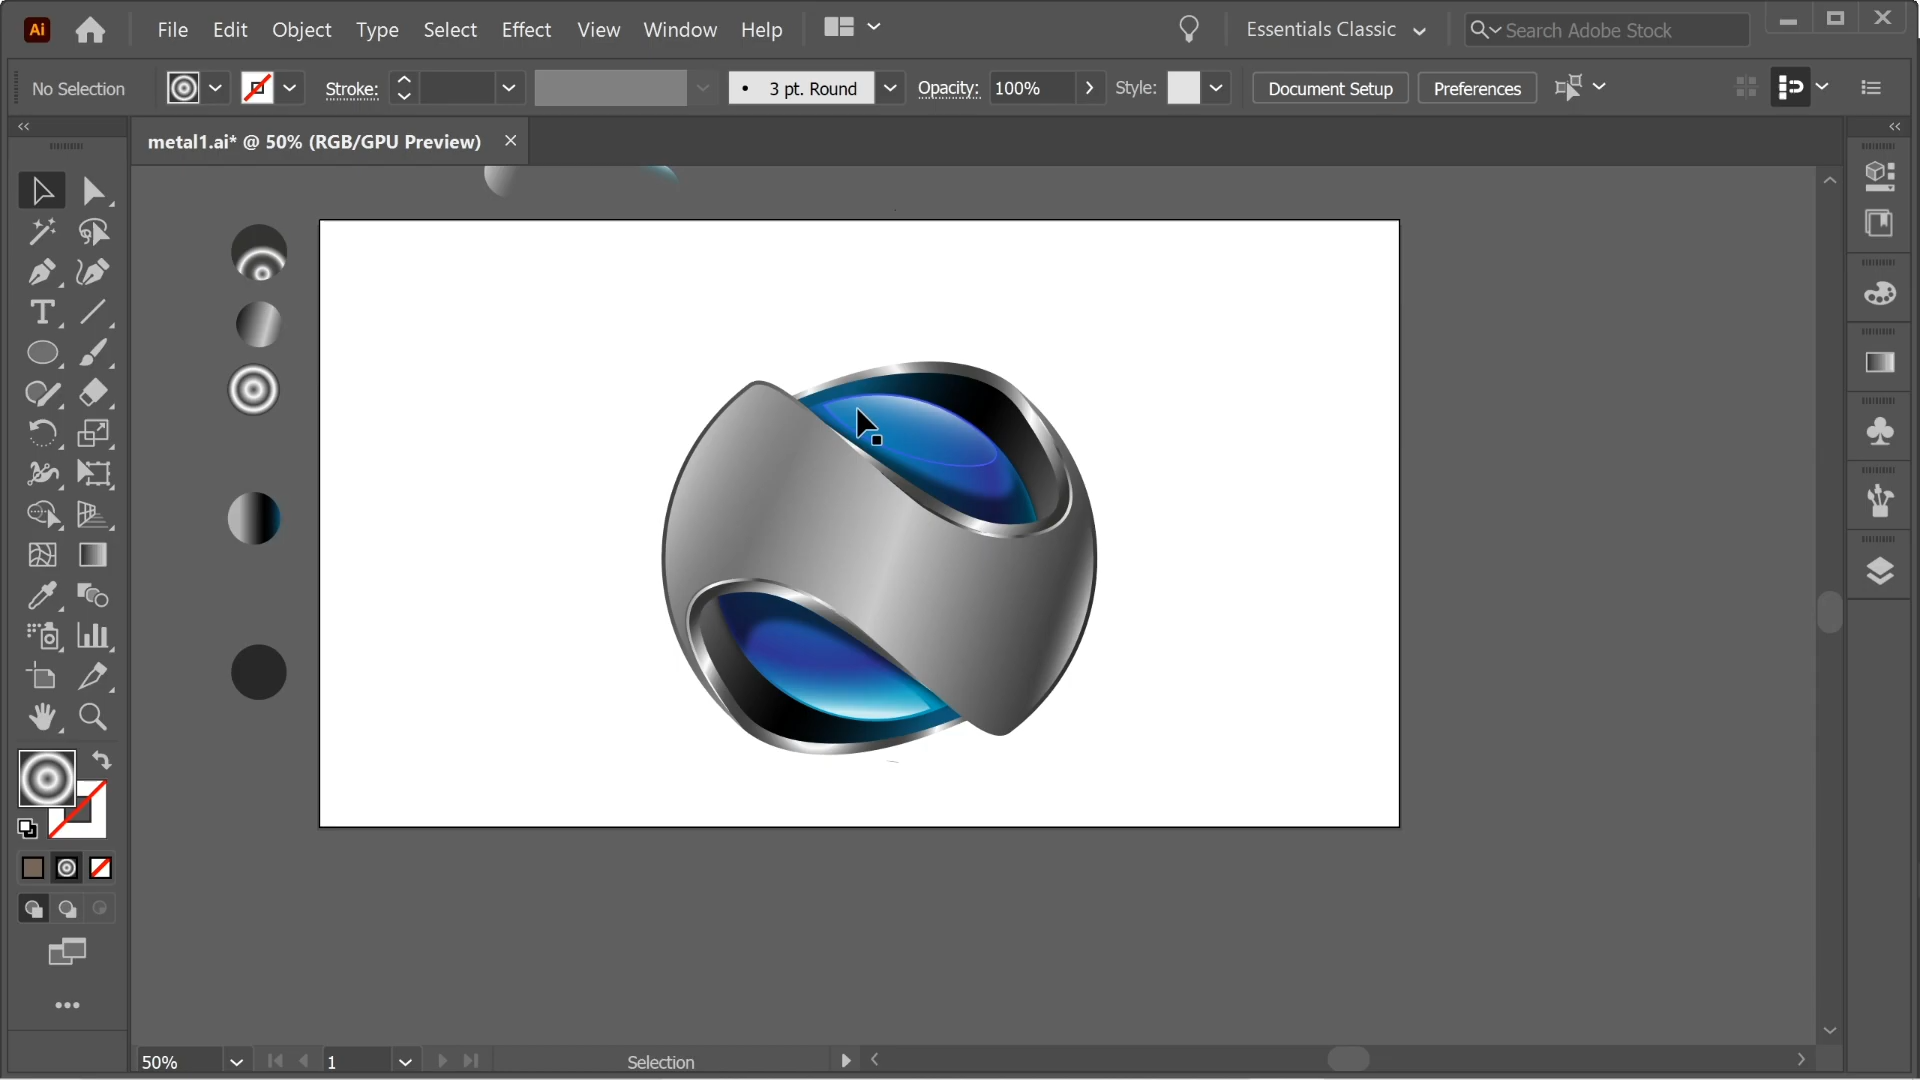 Ai File Edit Object Type Select Effect View Window Help Essentials Classic Search Adobe Stock
No Selection Stroke: 3 pt. Round Opacity: 100% Style: Document Setup Preferences
metal1.ai* @ 50% (RGB/GPU Preview)
50% 1 Selection